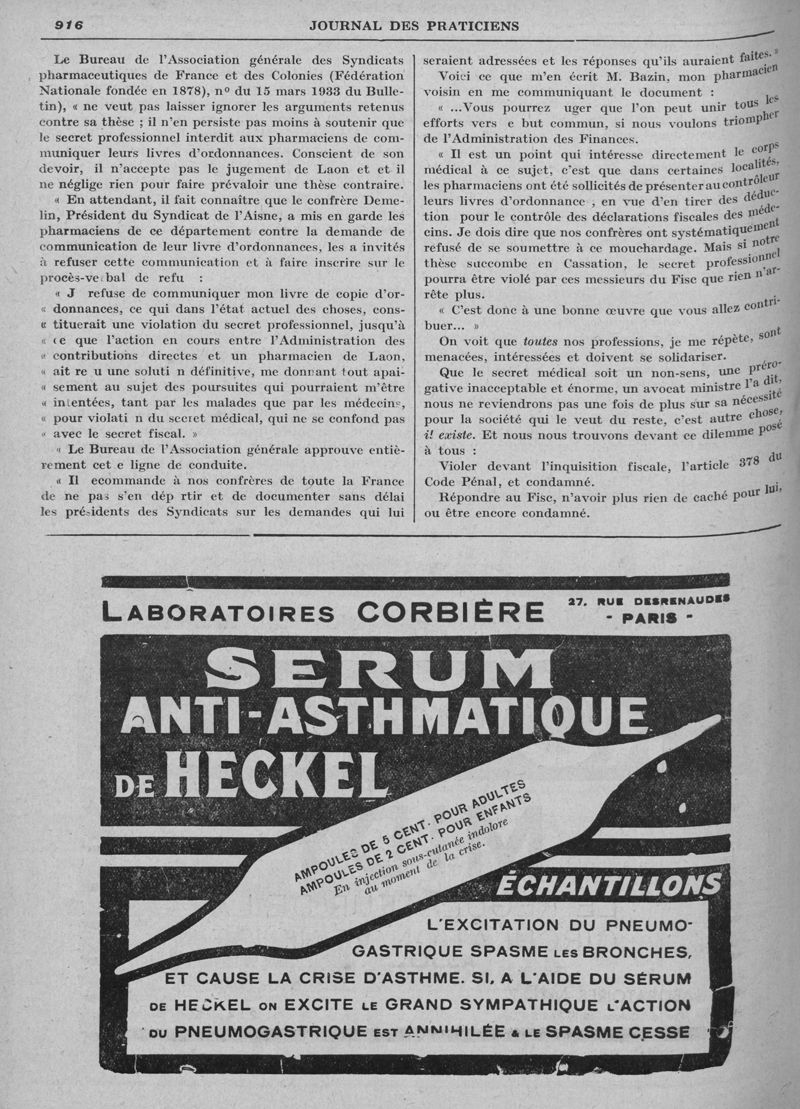 916
JOURNAL DES PRATICIENS
Le Bureau de l'Association générale des Syndicats
pharmaceutiques de France et des Colonies (Fédération
Nationale fondée en 1878), no du 15 mars 1933 du Bulle-
tin), « ne veut pas laisser ignorer les arguments retenus
contre sa thèse ; il n'en persiste pas moins à soutenir que
le secret professionnel interdit aux pharmaciens de com-
muniquer leurs livres d'ordonnances. Conscient de son
devoir, il n'accepte pas le jugement de Laon et et il
ne néglige rien pour faire prévaloir une thèse contraire.
« En attendant, il fait connaître que le confrère Deme-
lin, Président du Syndicat de l'Aisne, a mis en garde les
pharmaciens de ce département contre la demande de
communication de leur livre d'ordonnances, les a invités
à refuser cette communication et à faire inscrire sur le
procès-verbal de refu :
« J refuse de communiquer mon livre de copie d'or-
« donnances, ce qui dans l'état actuel des choses, cons-
« tituerait une violation du secret professionnel, jusqu'à
« ce que l'action en cours entre l'Administration des
« contributions directes et un pharmacien de Laon,
« ait re u une soluti n définitive, me donnant tout apai-
« sement au sujet des poursuites qui pourraient m'être
« intentées, tant par les malades que par les médecins,
« pour violati n du secret médical, qui ne se confond pas
« avec le secret fiscal. »
« Le Bureau de l'Association générale approuve entiè-
rement cet e ligne de conduite.
« Il ecommande à nos confrères de toute la France
de ne pas s'en dép rtir et de documenter sans délai
les présidents des Syndicats sur les demandes qui lui
seraient adressées et les réponses qu'ils auraient faites. »
Voici ce que m'en écrit M. Bazin, mon pharmacien
voisin en me communiquant le document :
« ...Vous pourrez uger que l'on peut unir tous les
efforts vers e but commun, si nous voulons triompher
de l'Administration des Finances.
« Il est un point qui intéresse directement le corps
médical à ce sujet, c'est que dans certaines localités,
les pharmaciens ont été sollicités de présenter au contrôleur
leurs livres d'ordonnance , en vue d'en tirer des déduc-
tion pour le contrôle des déclarations fiscales des méde-
cins. Je dois dire que nos confrères ont systématiquement
refusé de se soumettre à ce mouchardage. Mais si notre
thèse succombe en Cassation, le secret professionnel
pourra être violé par ces messieurs du Fisc que rien n'ar-
rête plus.
« C'est donc à une bonne œuvre que vous allez contri-
buer... »
On voit que toutes nos professions, je me répète, sont
menacées, intéressées et doivent se solidariser.
Que le secret médical soit un non-sens, une préro-
gative inacceptable et énorme, un avocat ministre l'a dit,
nous ne reviendrons pas une fois de plus sur sa nécessité
pour la société qui le veut du reste, c'est autre chose,
il existe. Et nous nous trouvons devant ce dilemme posé
à tous :
Violer devant l'inquisition fiscale, l'article 378 du
Code Pénal, et condamné.
Répondre au Fisc, n'avoir plus rien de caché pour lui,
ou être encore condamné.
LABORATOIRES CORBIÈRE
27, RUE DESRENAUDES
- PARIS -
SERUM
ANTI-ASTHMATIQUE
DE HECKEL
AMPOULES DE 5 CENT. POUR ADULTES
AMPOULES DE 2 CENT. POUR ENFANTS
En injection sous-cutanée indolore
au moment de la crise.
ÉCHANTILLONS
L'EXCITATION DU PNEUMO-
GASTRIQUE SPASME LES BRONCHES,
ET CAUSE LA CRISE D'ASTHME. SI, A L'AIDE DU SÉRUM
DE HECKEL ON EXCITE LE GRAND SYMPATHIQUE L'ACTION
DU PNEUMOGASTRIQUE EST ANNIHILÉE & LE SPASME CESSE